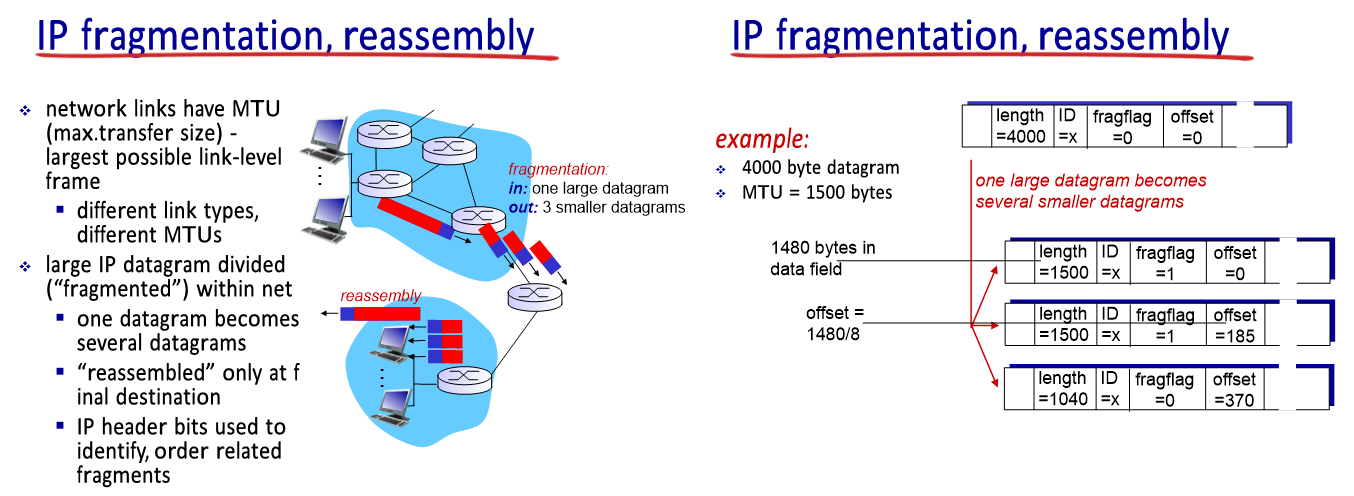 IP fragmentation, reassembly
network links have MTU
(max.transfer size) -
largest possible link-level
frame
different link types,
different MTUs
large IP datagram divided
(“fragmented”) within net
one datagram becomes
several datagrams
“reassembled” only at f
inal destination
IP header bits used to
identify, order related
fragments
fragmentation:
in: one large datagram
out: 3 smaller datagrams
reassembly
IP fragmentation, reassembly
example:
4000 byte datagram
MTU = 1500 bytes
length ID fragflag offset
=4000 =x =0 =0
one large datagram becomes
several smaller datagrams
1480 bytes in
data field
length ID fragflag offset
=1500 =x =1 =0
offset =
1480/8
length ID fragflag offset
=1500 =x =1 =185
length ID fragflag offset
=1040 =x =0 =370